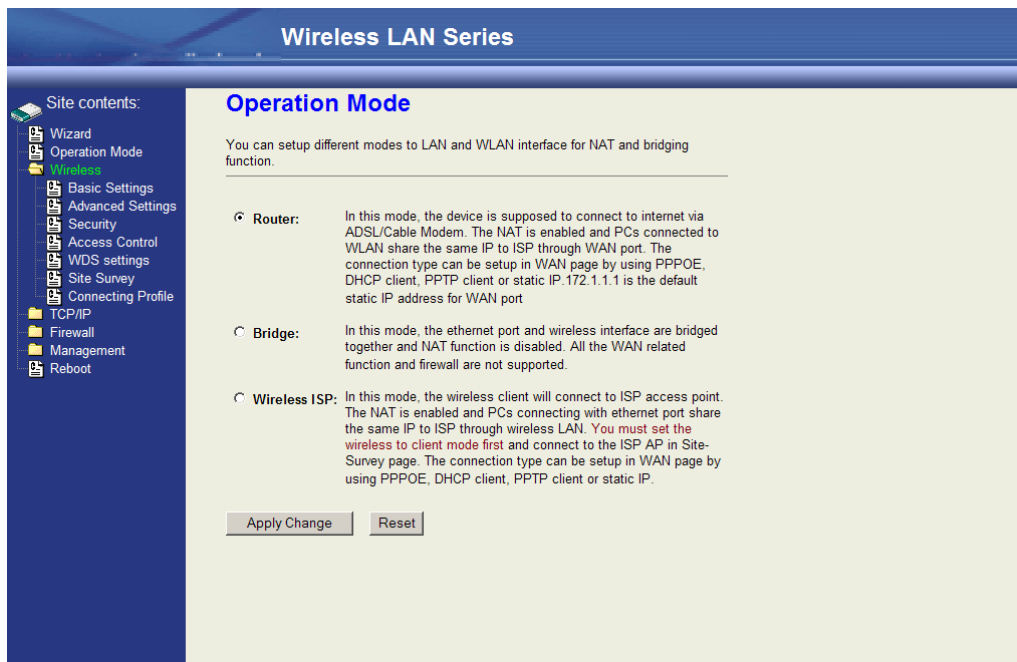 Wireless LAN Series
Site contents:
Wizard
Operation Mode
Wireless
Basic Settings
Advanced Settings
Security
Access Control
WDS settings
Site Survey
Connecting Profile
TCP/IP
Firewall
Management
Reboot
Operation Mode
You can setup different modes to LAN and WLAN interface for NAT and bridging
function.
Router:
In this mode, the device is supposed to connect to internet via
ADSL/Cable Modem. The NAT is enabled and PCs connected to
WLAN share the same IP to ISP through WAN port. The
connection type can be setup in WAN page by using PPPOE,
DHCP client, PPTP client or static IP.172.1.1.1 is the default
static IP address for WAN port
Bridge:
In this mode, the ethernet port and wireless interface are bridged
together and NAT function is disabled. All the WAN related
function and firewall are not supported.
Wireless ISP:
In this mode, the wireless client will connect to ISP access point.
The NAT is enabled and PCs connecting with ethernet port share
the same IP to ISP through wireless LAN. You must set the
wireless to client mode first and connect to the ISP AP in Site-
Survey page. The connection type can be setup in WAN page by
using PPPOE, DHCP client, PPTP client or static IP.
Apply Change
Reset